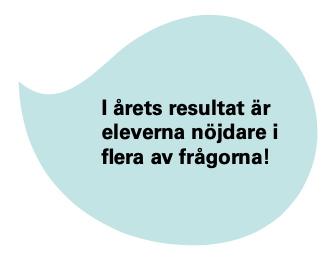 I årets resultat är
eleverna nöjdare i
flera av frågorna!